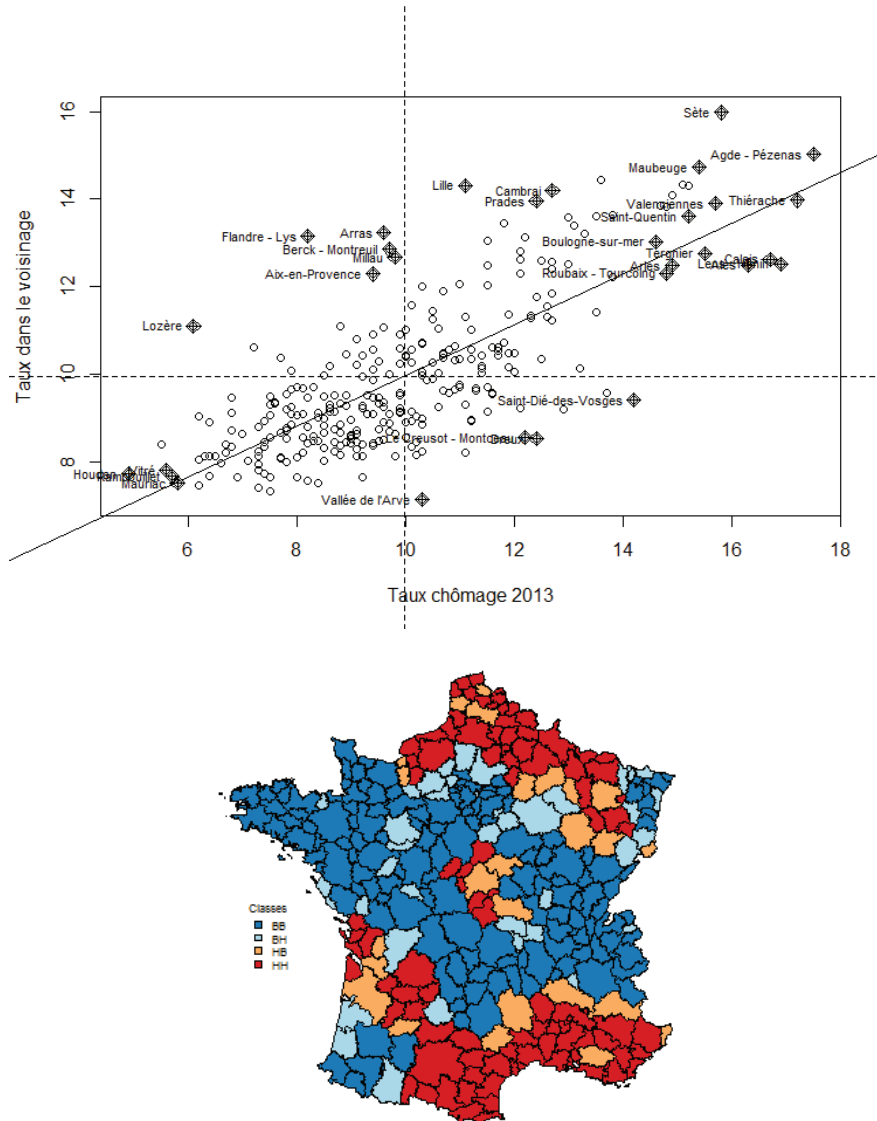 Taux dans le voisinage
16
14
12
10
8
Sète
Agde - Pézenas
Maubeuge
Lille
Cambrai
Prades
Valenciennes
Thiérache
Saint-Quentin
Flandre - Lys
Arras
Berck - Montreuil
Millau
Boulogne-sur-mer
Tergnier
Calais
Arles
Alès
Aix-en-Provence
Roubaix - Tourcoing
Lozère
Saint-Dié-des-Vosges
Le Creusot - Montceau
Dreux
Houdan
Vitré
Rambouillet
Mauriac
Vallée de l'Arve
6 8 10 12 14 16 18
Taux chômage 2013
Classes
BB
BH
HB
HH